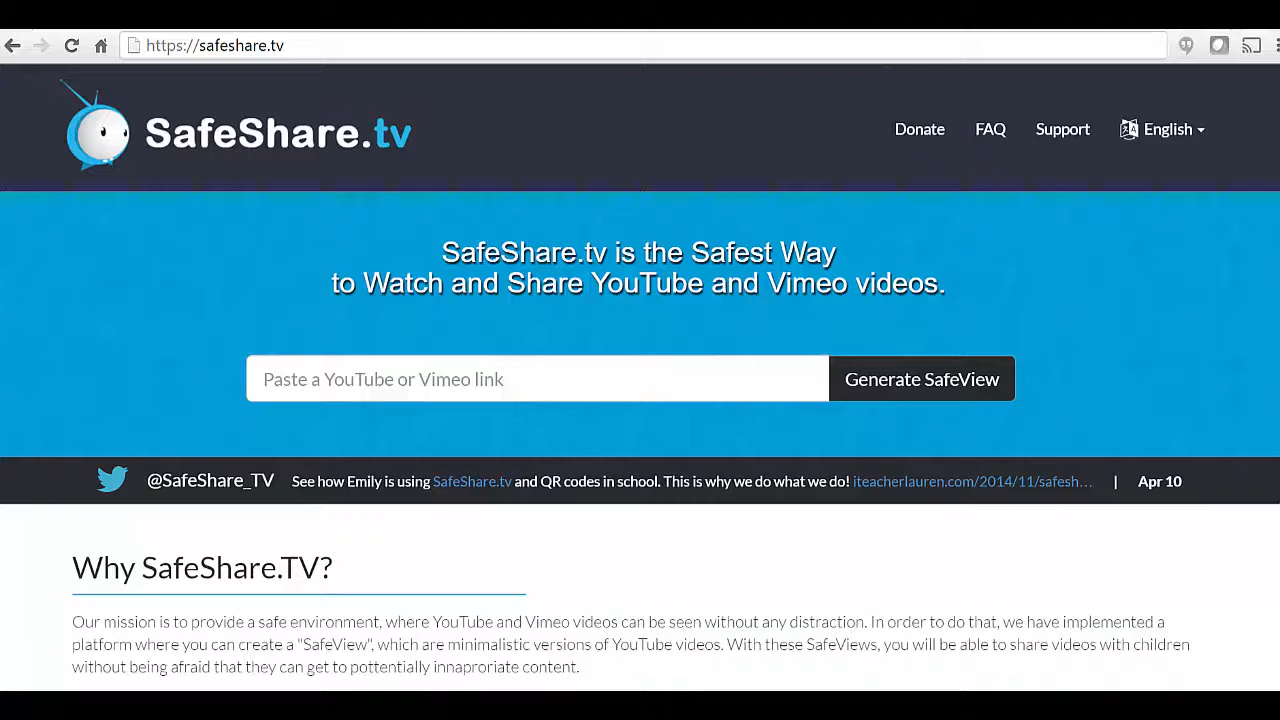 https://safeshare.tv
SafeShare.tv
Donate FAQ Support English
SafeShare.tv is the Safest Way
to Watch and Share YouTube and Vimeo videos.
Paste a YouTube or Vimeo link Generate SafeView
@SafeShare_TV See how Emily is using SafeShare.tv and QR codes in school. This is why we do what we do! iteacherlauren.com/2014/11/safesh… | Apr 10
Why SafeShare.TV?
Our mission is to provide a safe environment, where YouTube and Vimeo videos can be seen without any distraction. In order to do that, we have implemented a
platform where you can create a "SafeView", which are minimalistic versions of YouTube videos. With these SafeViews, you will be able to share videos with children
without being afraid that they can get to pottentially innaproriate content.